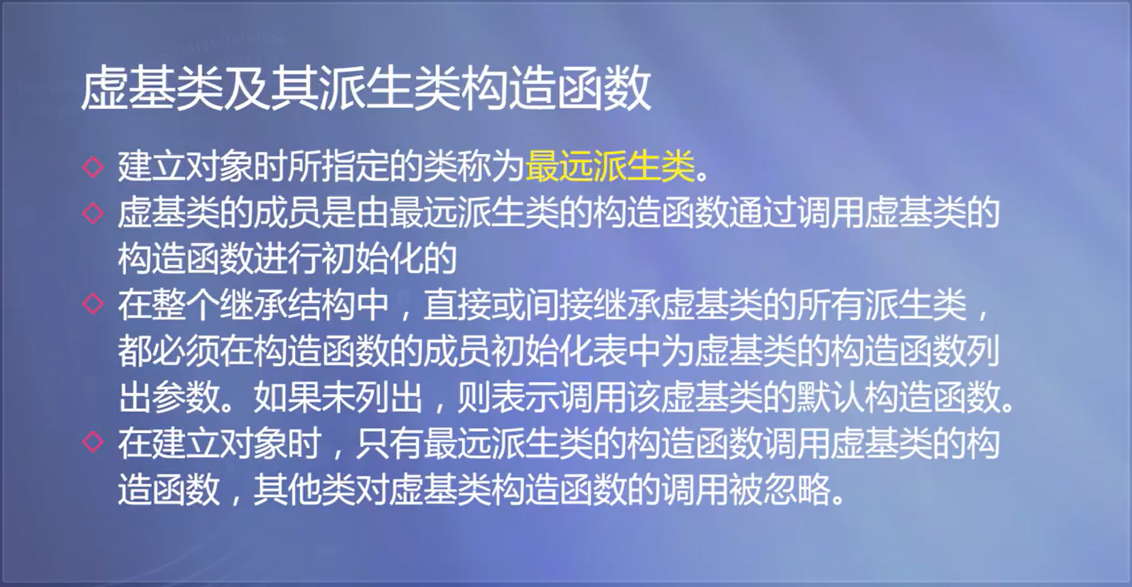 虚基类及其派生类构造函数
建立对象时所指定的类称为最远派生类。
虚基类的成员是由最远派生类的构造函数通过调用虚基类的
构造函数进行初始化的
在整个继承结构中，直接或间接继承虚基类的所有派生类，
都必须在构造函数的成员初始化表中为虚基类的构造函数列
出参数。如果未列出，则表示调用该虚基类的默认构造函数。
在建立对象时，只有最远派生类的构造函数调用虚基类的构
造函数，其他类对虚基类构造函数的调用被忽略。